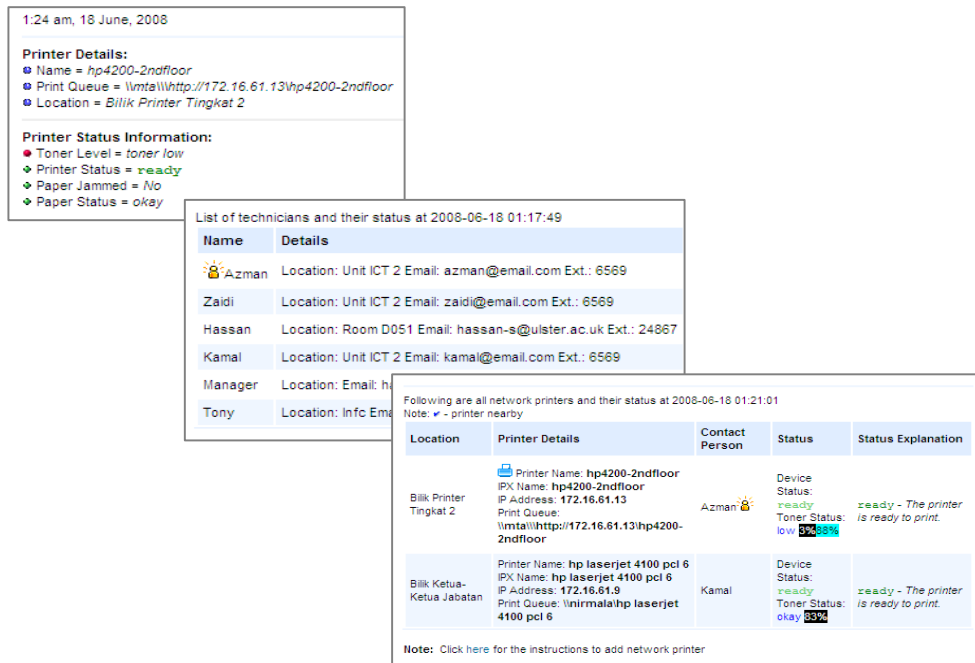 1:24 am, 18 June, 2008
Printer Details:
Name = hp4200-2ndfloor
Print Queue = \\mta\\\http://172.16.61.13\hp4200-2ndfloor
Location = Bilik Printer Tingkat 2
Printer Status Information:
Toner Level = toner low
Printer Status = ready
Paper Jammed = No
Paper Status = okay
List of technicians and their status at 2008-06-18 01:17:49
Name Details
Azman Location: Unit ICT 2 Email: azman@email.com Ext.: 6569
Zaidi Location: Unit ICT 2 Email: zaidi@email.com Ext.: 6569
Hassan Location: Room D051 Email: hassan-s@ulster.ac.uk Ext.: 24867
Kamal Location: Unit ICT 2 Email: kamal@email.com Ext.: 6569
Manager Location: Email:
Tony Location: Infc
Following are all network printers and their status at 2008-06-18 01:21:01
Note: ✔ - printer nearby
Location Printer Details Contact Person Status Status Explanation
Bilik Printer
Tingkat 2
Printer Name: hp4200-2ndfloor
IPX Name: hp4200-2ndfloor
IP Address: 172.16.61.13
Print Queue:
\\mta\\\http://172.16.61.13\hp4200-
2ndfloor
Azman
Device
Status:
ready
Toner Status:
low 3%88%
ready - The printer
is ready to print.
Bilik Ketua-
Ketua Jabatan
Printer Name: hp laserjet 4100 pcl 6
IPX Name: hp laserjet 4100 pcl 6
IP Address: 172.16.61.9
Print Queue: \\nirmala\hp laserjet
4100 pcl 6
Kamal
Device
Status:
ready
Toner Status:
okay 83%
ready - The printer
is ready to print.
Note: Click here for the instructions to add network printer